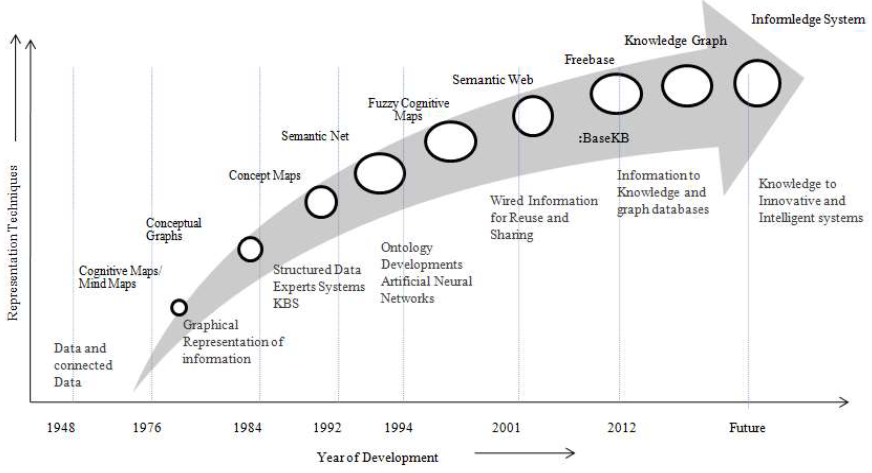 Informledge System
Knowledge Graph
Freebase
Semantic Web
Fuzzy Cognitive
Maps
:BaseKB
Semantic Net
Concept Maps
Conceptual
Graphs
Cognitive Maps/
Mind Maps
Information to
Knowledge and
graph databases
Knowledge to
Innovative and
Intelligent systems
Wired Information
for Reuse and
Sharing
Ontology
Developments
Artificial Neural
Networks
Structured Data
Experts Systems
KBS
Graphical
Representation of
information
Data and
connected
Data
Representation Techniques
1948 1976 1984 1992 1994 2001 2012 Future
Year of Development